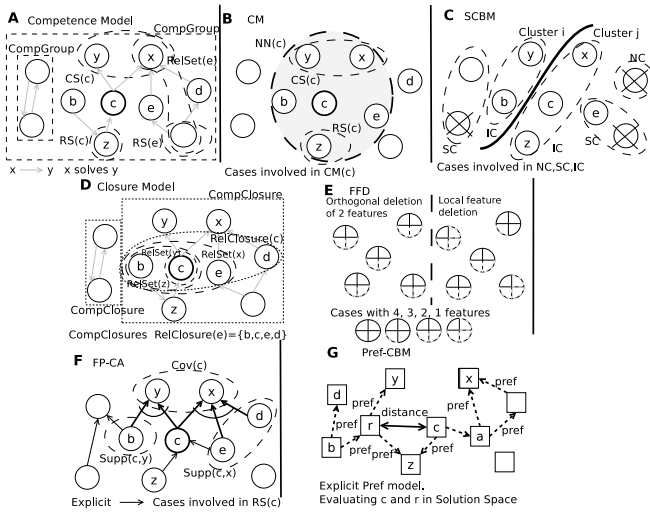 A
Competence Model
CompGroup
CompGroup
y
x
RelSet(e)
CS(c)
b
c
e
d
RS(c)
RS(e)
z
x → y x solves y
B
CM
NN(c)
y
x
d
CS(c)
b
c
e
RS(c)
z
Cases involved in CM(c)
C
SCBM
Cluster i
Cluster j
y
x
NC
b
c
e
IC
SC
z
IC
SC
Cases involved in NC,SC,IC
D
Closure Model
CompClosure
y
x
RelClosure(c)
RelSet(y)
RelSet(x)
d
b
c
e
RelSet(z)
CompClosure
z
CompClosures RelClosure(e)={b,c,e,d}
E
FFD
Orthogonal deletion
of 2 features
Local feature
deletion
Cases with 4, 3, 2, 1 features
F
FP-CA
Cov(c)
y
x
d
b
c
e
Supp(c,y)
Supp(c,x)
z
Explicit → Cases involved in RS(c)
G
Pref-CBM
d
y
x
pref
pref
pref
pref
distance
r
c
a
b
pref
pref
pref
pref
z
Explicit Pref model.
Evaluating c and r in Solution Space